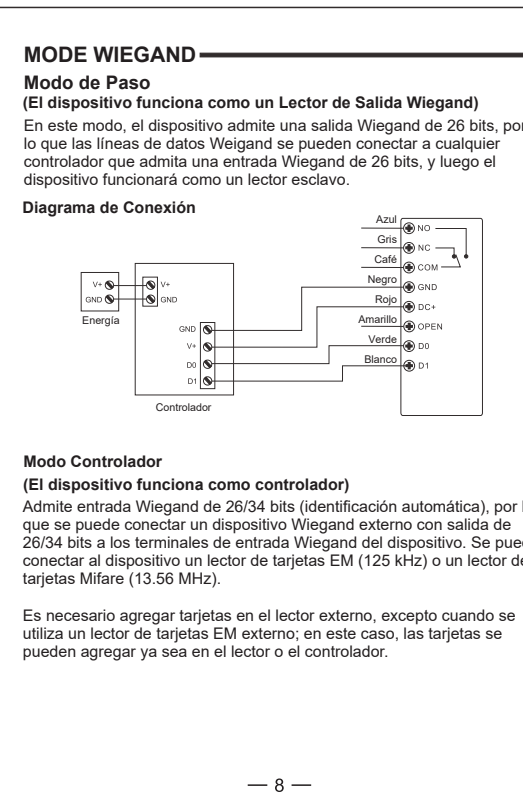 MODE WIEGAND
Modo de Paso
(El dispositivo funciona como un Lector de Salida Wiegand)
En este modo, el dispositivo admite una salida Wiegand de 26 bits, por
lo que las líneas de datos Weigand se pueden conectar a cualquier
controlador que admita una entrada Wiegand de 26 bits, y luego el
dispositivo funcionará como un lector esclavo.
Diagrama de Conexión
V+
GND
Energía
V+
GND
GND
V+
D0
D1
Controlador
Azul
Gris
Café
Negro
Rojo
Amarillo
Verde
Blanco
NO
NC
COM
GND
DC+
OPEN
D0
D1
Modo Controlador
(El dispositivo funciona como controlador)
Admite entrada Wiegand de 26/34 bits (identificación automática), por l
que se puede conectar un dispositivo Wiegand externo con salida de
26/34 bits a los terminales de entrada Wiegand del dispositivo. Se pued
conectar al dispositivo un lector de tarjetas EM (125 kHz) o un lector de
tarjetas Mifare (13.56 MHz).
Es necesario agregar tarjetas en el lector externo, excepto cuando se
utiliza un lector de tarjetas EM externo; en este caso, las tarjetas se
pueden agregar ya sea en el lector o el controlador.
— 8 —